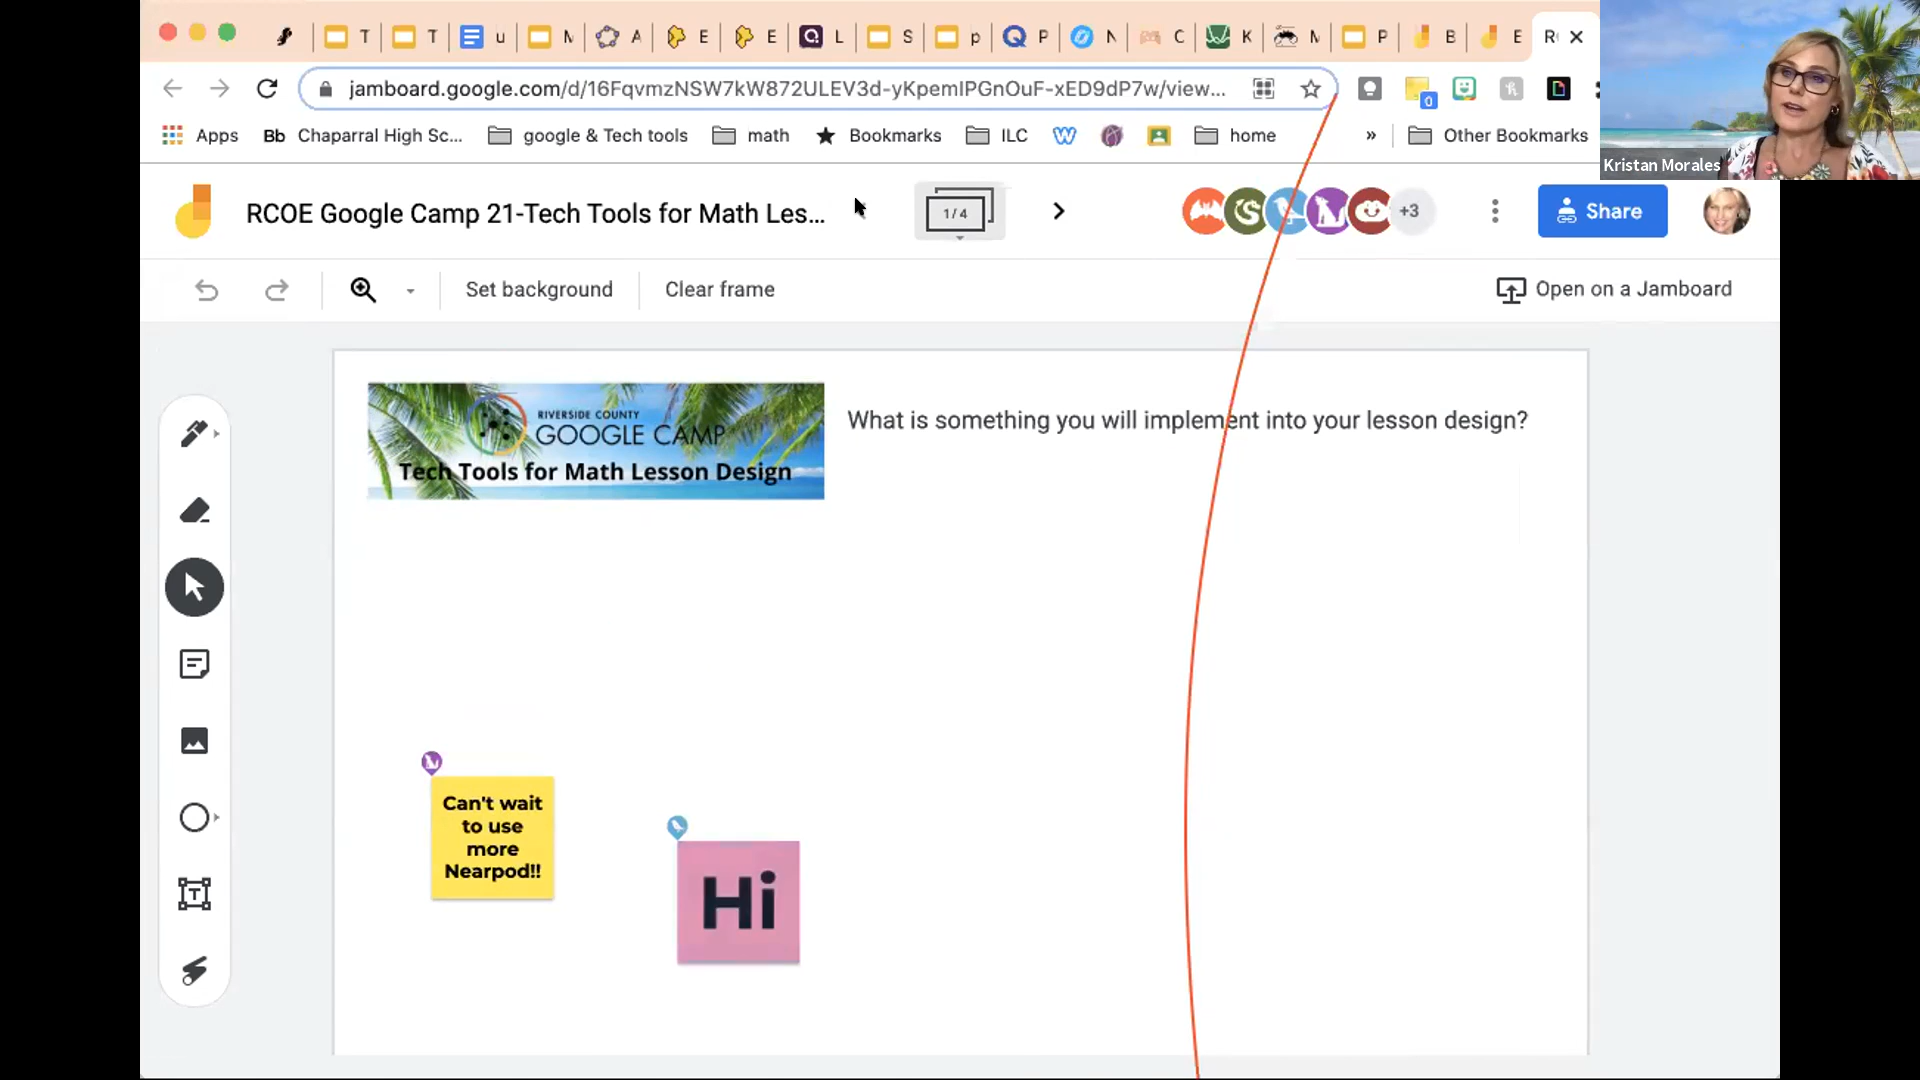 T
T
u
M
A
E
E
L
S
p
P
N
C
K
M
P
B
E
R
jamboard.google.com/d/16FqvmzNSW7kW872ULEV3d-yKpemIPGnOuF-xED9dP7w/view...
0
Apps
Bb Chaparral High Sc...
google & Tech tools
math
Bookmarks
ILC
home
»
Other Bookmarks
Kristan Morales
RCOE Google Camp 21-Tech Tools for Math Les...
1/4
+3
Share
Set background
Clear frame
Open on a Jamboard
RIVERSIDE COUNTY
GOOGLE CAMP
Tech Tools for Math Lesson Design
What is something you will implement into your lesson design?
Can't wait
to use
more
Nearpod!!
Hi